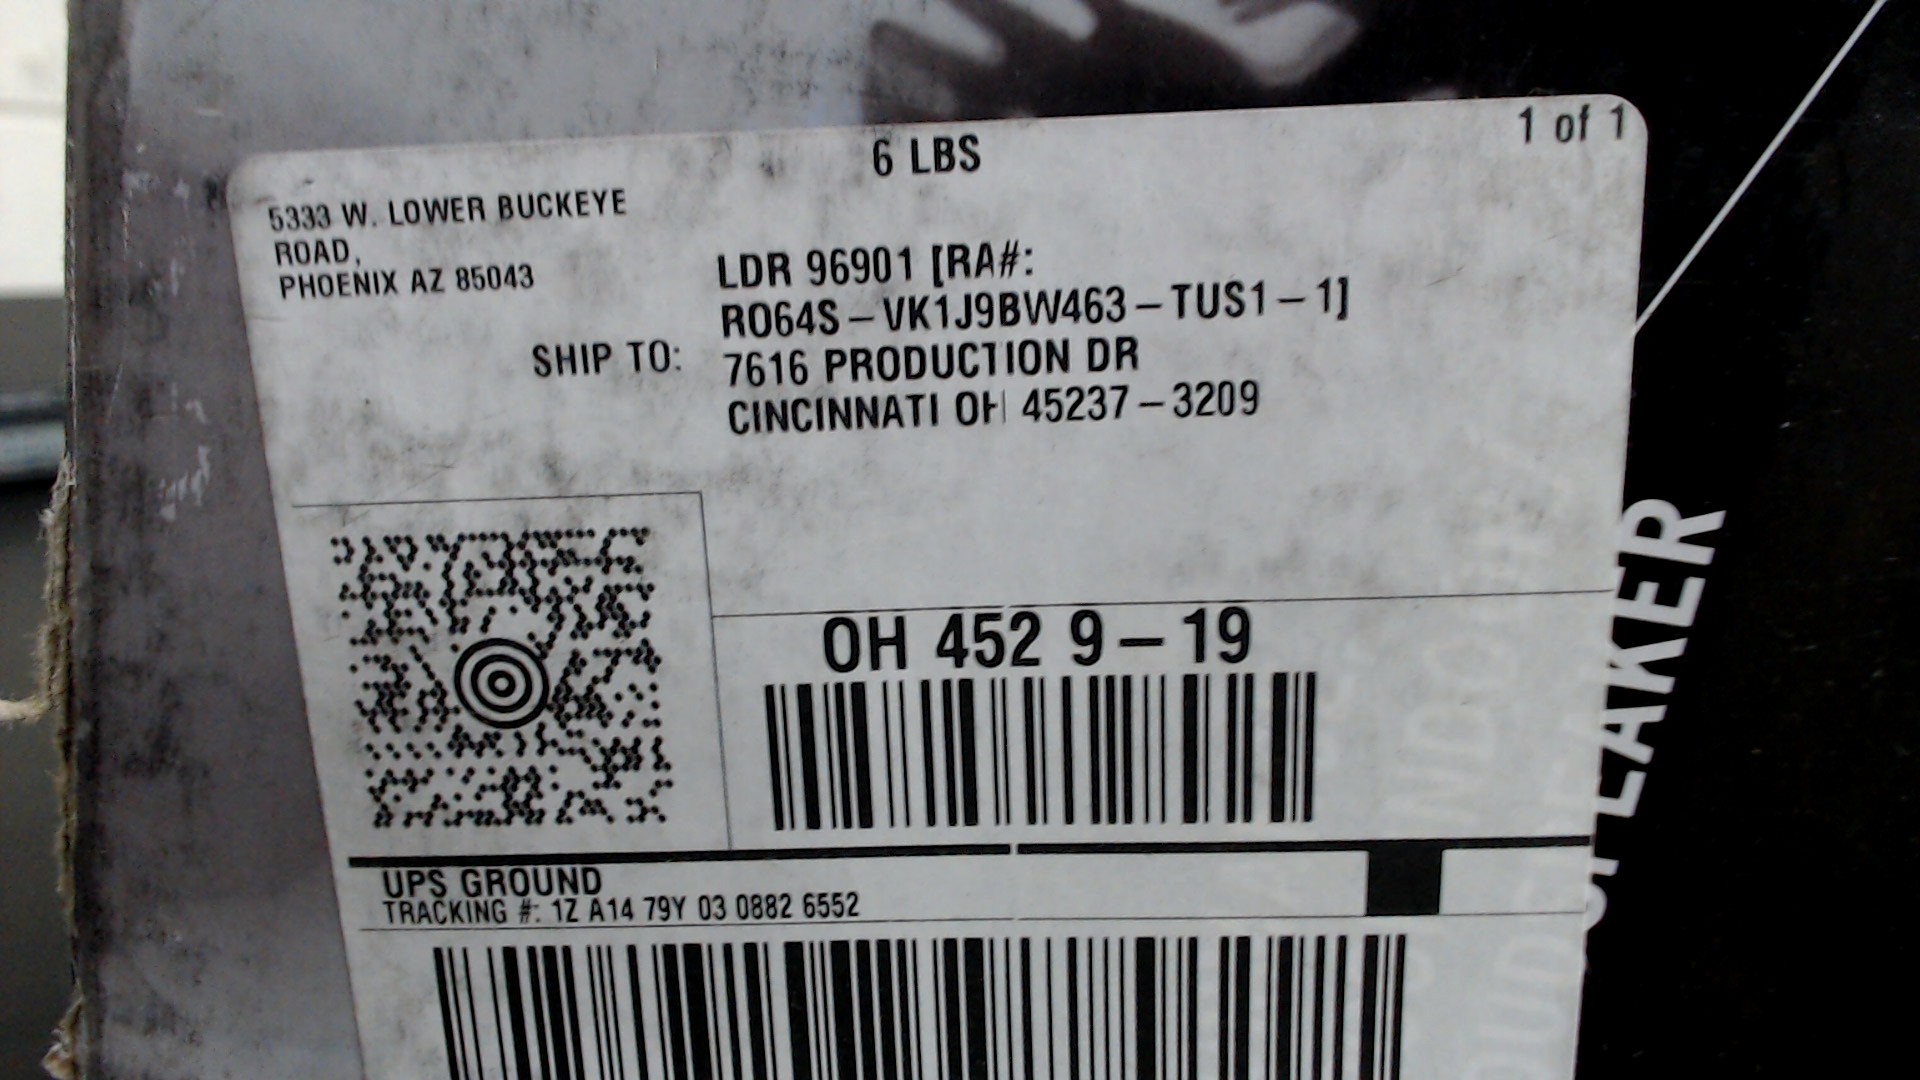 1 of 1
6 LBS
5333 W. LOWER BUCKEYE
ROAD,
PHOENIX AZ 85043
LDR 96901 [RA#:
RO64S-VK1J9BW463-TUS1-1]
SHIP TO: 7616 PRODUCTION DR
CINCINNATI OH 45237-3209
OH 452 9-19
UPS GROUND
TRACKING #: 1Z A14 79Y 03 0882 6552
SPEAKER